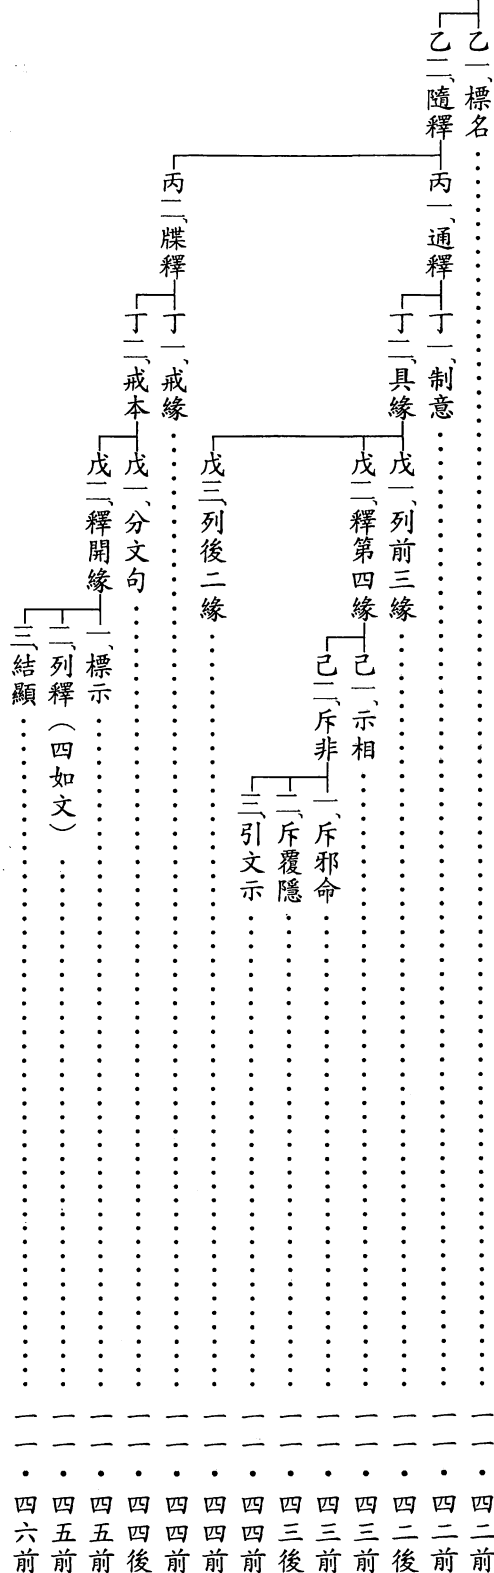 乙一、標名……一一・四二前
乙二、隨釋 丙一、通釋 丁一、制意……一一・四二前
丁二、具緣 戊一、列前三緣……一一・四二後
戊二、釋第四緣 己一、示相……一一・四三前
己二、斥非 一、斥邪命……一一・四三前
二、斥覆隱……一一・四三後
三、引文示……一一・四四前
戊三、列後二緣……一一・四四前
丙二、牒釋 丁一、戒緣……一一・四四前
丁二、戒本 戊一、分文句……一一・四四後
戊二、釋開緣 一、標示……一一・四五前
二、列釋（四如文）……一一・四五前
三、結顯……一一・四六前